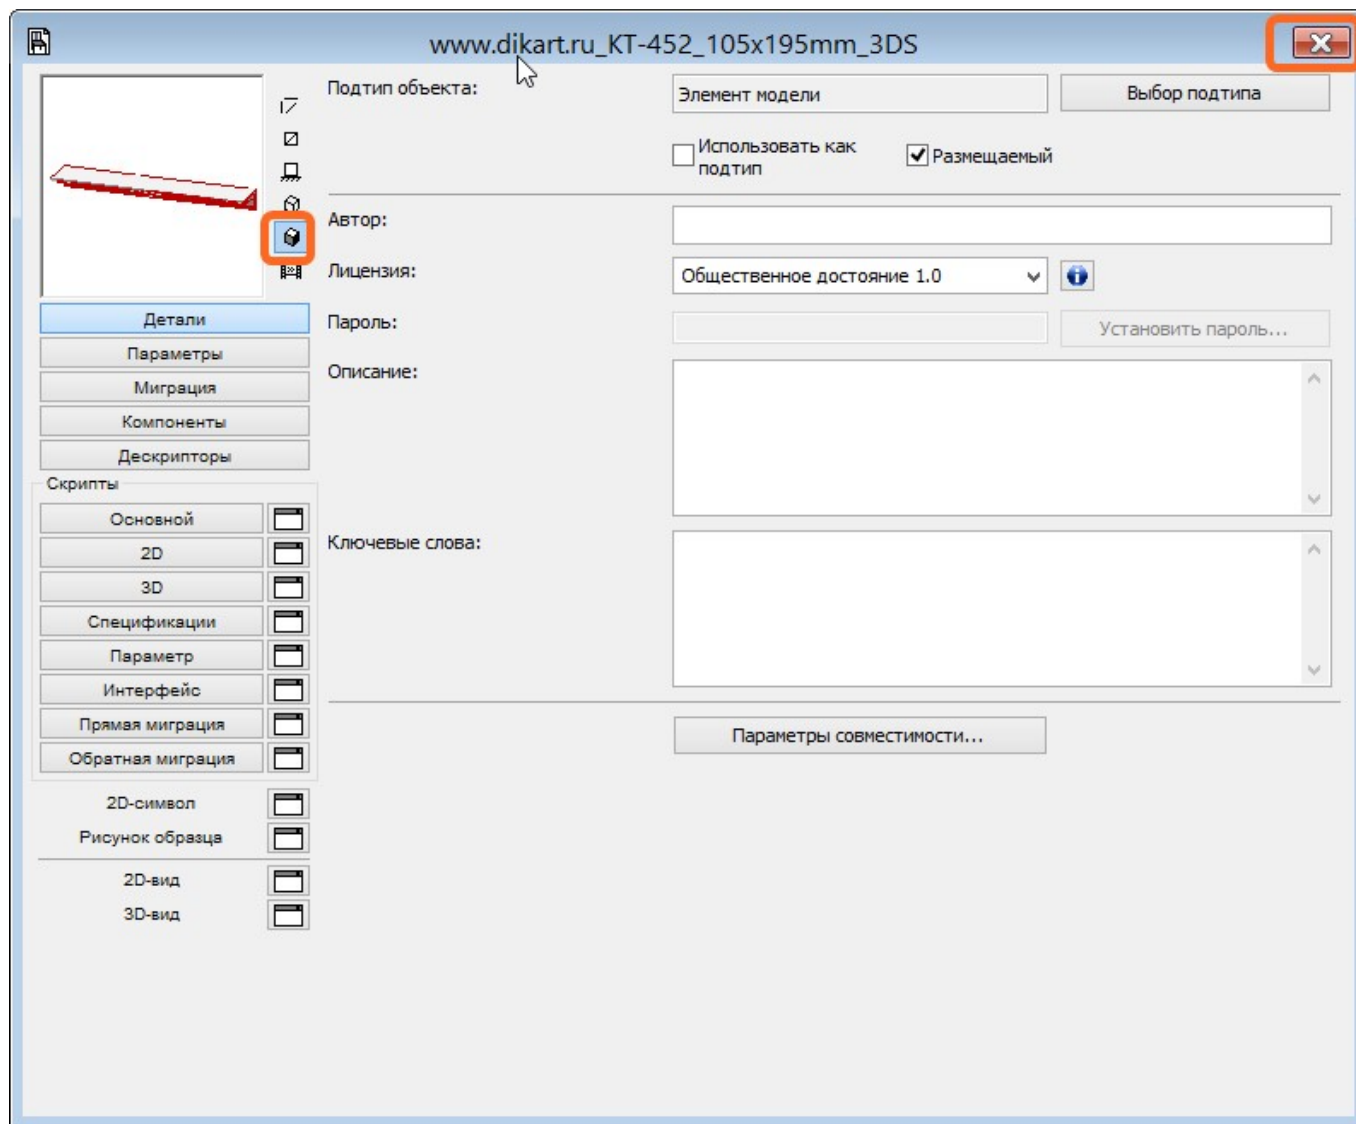 www.dikart.ru_КТ-452_105x195mm_3DS
Подтип объекта:
Элемент модели
Выбор подтипа
Использовать как
подтип
Размещаемый
Автор:
Лицензия:
Общественное достояние 1.0
Пароль:
Установить пароль...
Описание:
Ключевые слова:
Параметры совместимости...
Детали
Параметры
Миграция
Компоненты
Дескрипторы
Скрипты
Основной
2D
3D
Спецификации
Параметр
Интерфейс
Прямая миграция
Обратная миграция
2D-символ
Рисунок образца
2D-вид
3D-вид